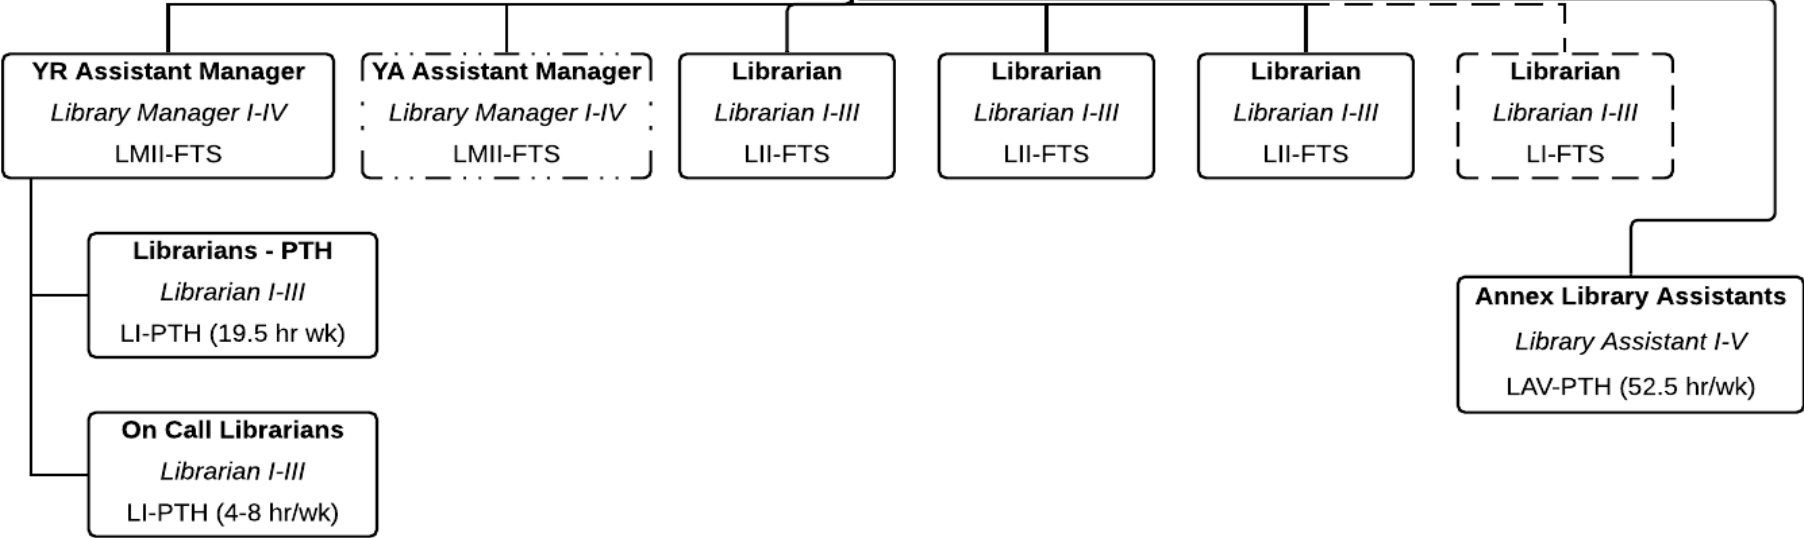 YR Assistant Manager
Library Manager I-IV
LMII-FTS
YA Assistant Manager
Library Manager I-IV
LMII-FTS
Librarian
Librarian I-III
LII-FTS
Librarian
Librarian I-III
LII-FTS
Librarian
Librarian I-III
LII-FTS
Librarian
Librarian I-III
LI-FTS
Librarians - PTH
Librarian I-III
LI-PTH (19.5 hr wk)
Annex Library Assistants
Library Assistant I-V
LAV-PTH (52.5 hr/wk)
On Call Librarians
Librarian I-III
LI-PTH (4-8 hr/wk)